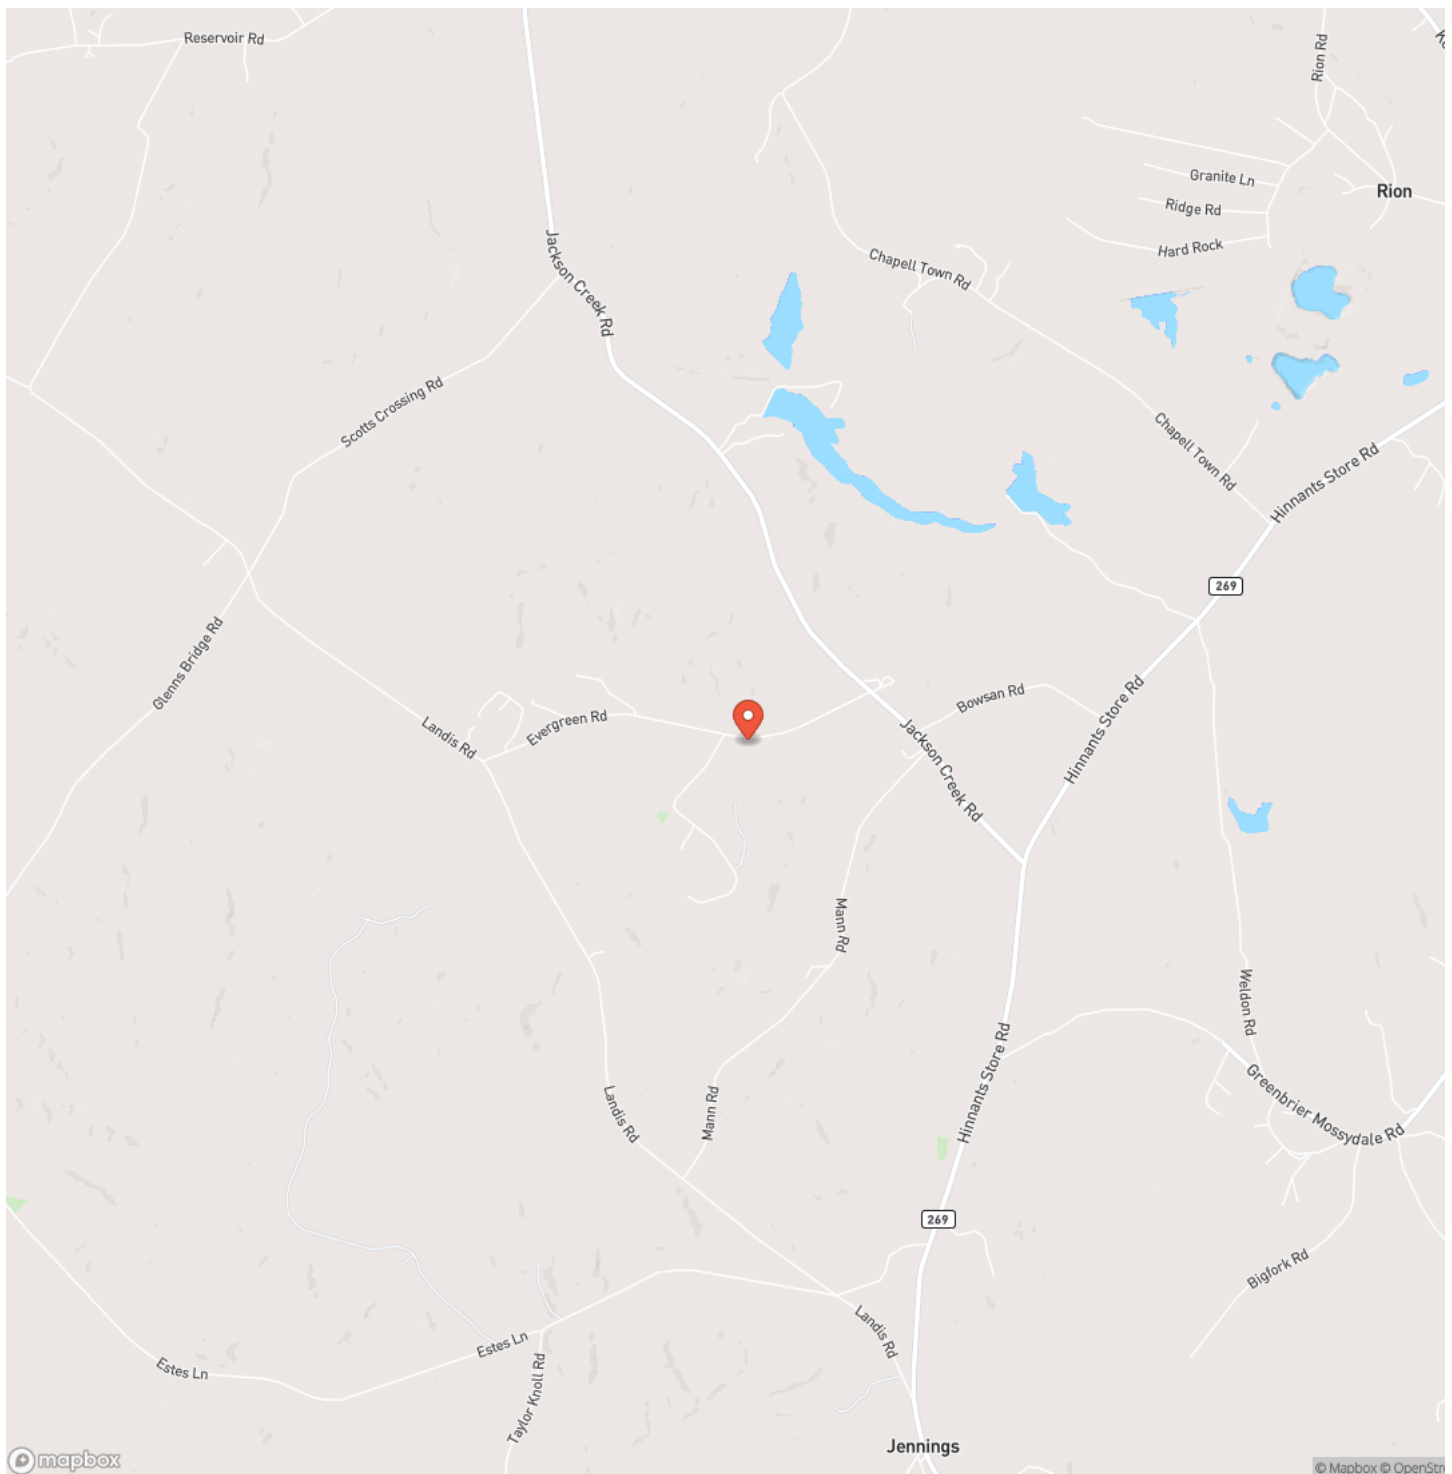 Reservoir Rd
Rion Rd
Granite Ln
Rion
Ridge Rd
Hard Rock
Jackson Creek Rd
Chapell Town Rd
Scotts Crossing Rd
Chapell Town Rd
Hinnants Store Rd
269
Glenns Bridge Rd
Landis Rd
Evergreen Rd
Bowsan Rd
Hinnants Store Rd
Jackson Creek Rd
Mann Rd
Weldon Rd
Hinnants Store Rd
Landis Rd
Mann Rd
Greenbrier Mossydale Rd
269
Bigfork Rd
Landis Rd
Estes Ln
Estes Ln
Taylor Knoll Rd
Jennings
mapbox
© Mapbox © OpenStre